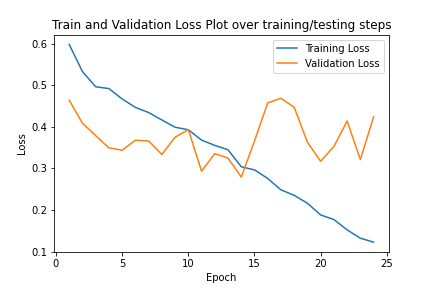 Train and Validation Loss Plot over training/testing steps
Training Loss
Validation Loss
0.6
0.5
0.4
0.3
0.2
0.1
Loss
0 5 10 15 20 25
Epoch